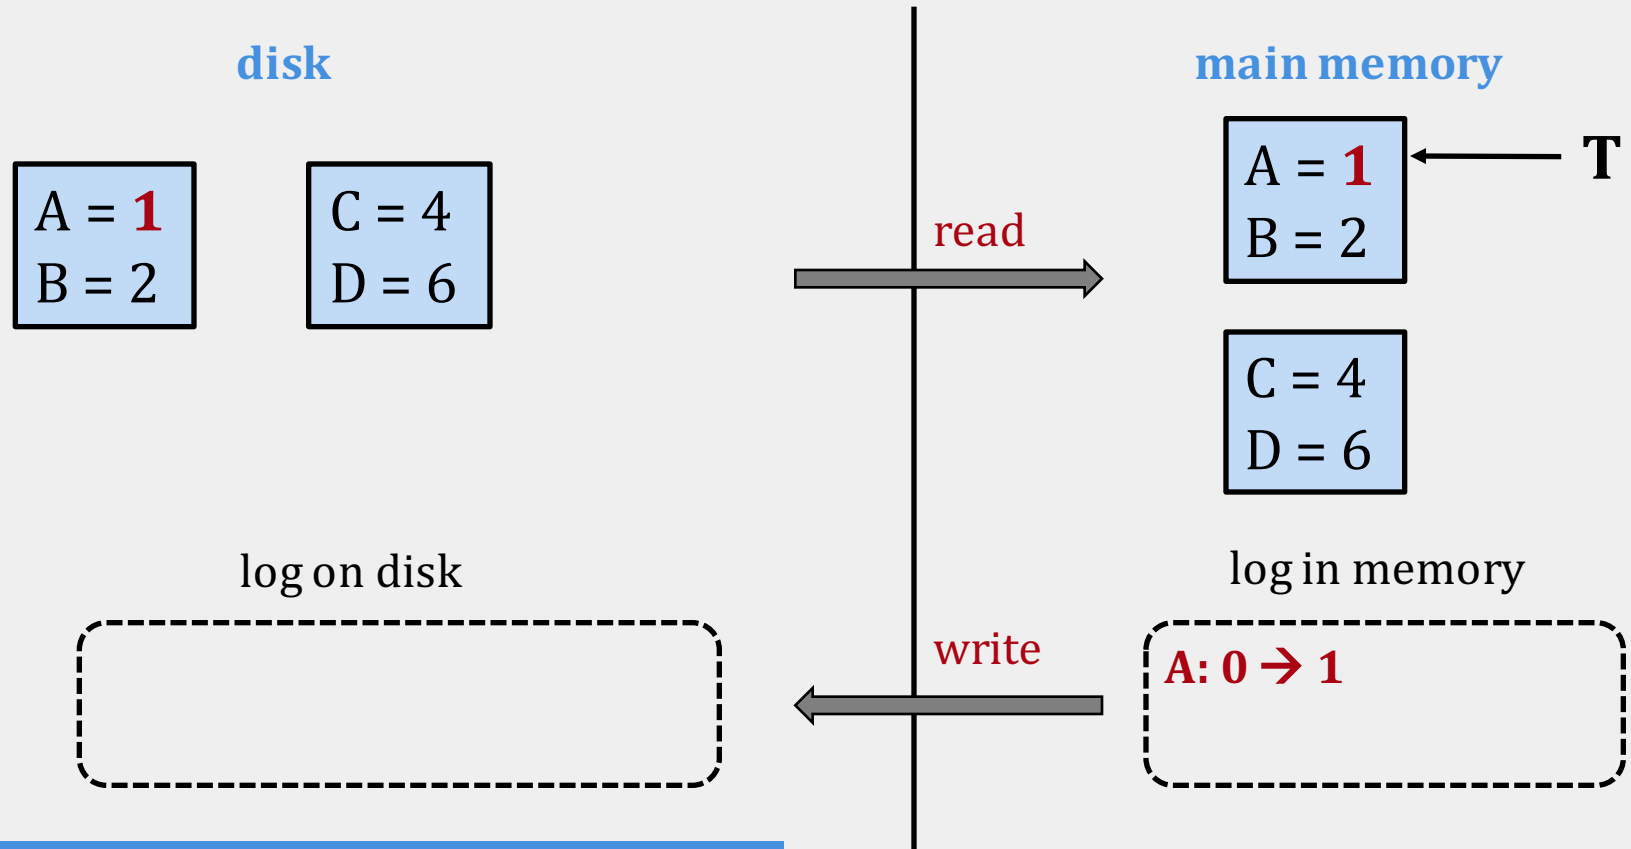 disk
A = 1
B = 2
C = 4
D = 6
log on disk
read
write
main memory
A = 1
B = 2
T
C = 4
D = 6
log in memory
A: 0 → 1